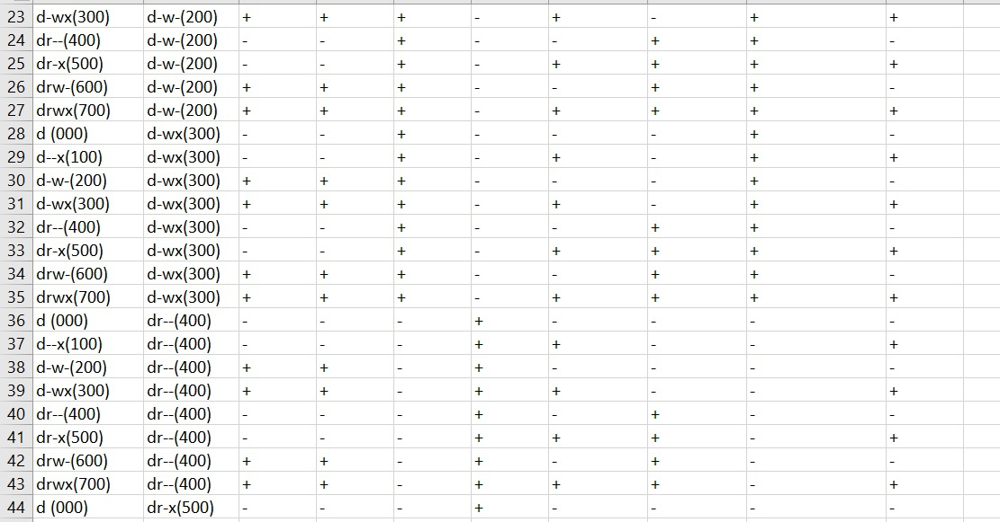 23 d-wx(300) d-w-(200) + + + - + - + +
24 dr--(400) d-w-(200) - - + - - + + -
25 dr-x(500) d-w-(200) - - + - + + + +
26 drw-(600) d-w-(200) + + + - - + + -
27 drwx(700) d-w-(200) + + + - + + + +
28 d (000) d-wx(300) - - + - - - + -
29 d--x(100) d-wx(300) - - + - + - + +
30 d-w-(200) d-wx(300) + + + - - - + -
31 d-wx(300) d-wx(300) + + + - + - + +
32 dr--(400) d-wx(300) - - + - - + + -
33 dr-x(500) d-wx(300) - - + - + + + +
34 drw-(600) d-wx(300) + + + - - + + -
35 drwx(700) d-wx(300) + + + - + + + +
36 d (000) dr--(400) - - - + - - - -
37 d--x(100) dr--(400) - - - + + - - +
38 d-w-(200) dr--(400) + + - + - - - -
39 d-wx(300) dr--(400) + + - + + - - +
40 dr--(400) dr--(400) - - - + - + - -
41 dr-x(500) dr--(400) - - - + + + - +
42 drw-(600) dr--(400) + + - + - + - -
43 drwx(700) dr--(400) + + - + + + - +
44 d (000) dr-x(500) - - - + - - - -